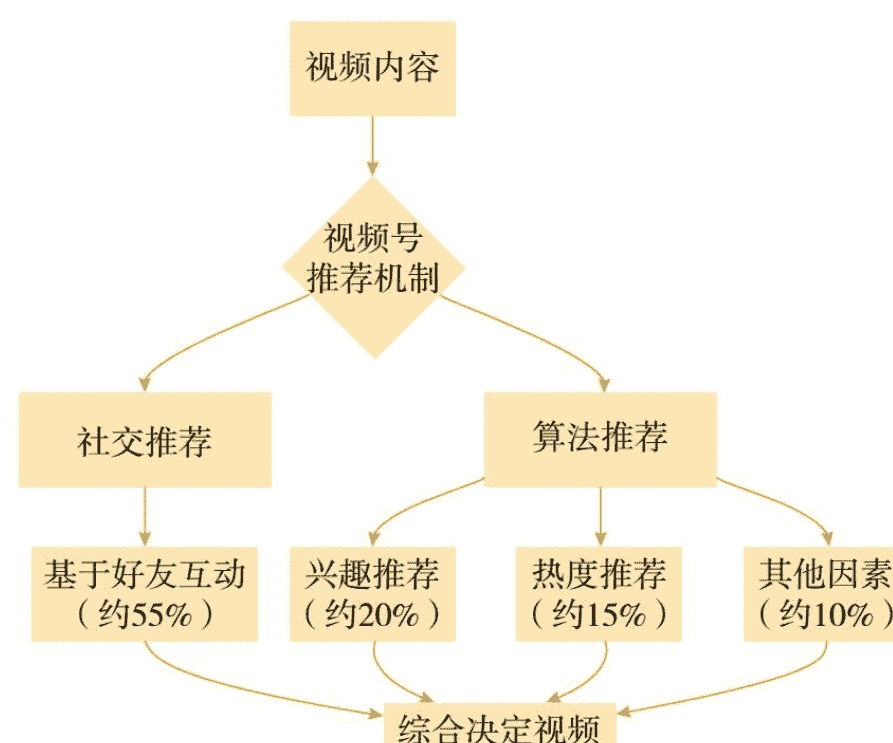 视频内容
视频号
推荐机制
社交推荐
算法推荐
基于好友互动
（约55%）
兴趣推荐
（约20%）
热度推荐
（约15%）
其他因素
（约10%）
综合决定视频